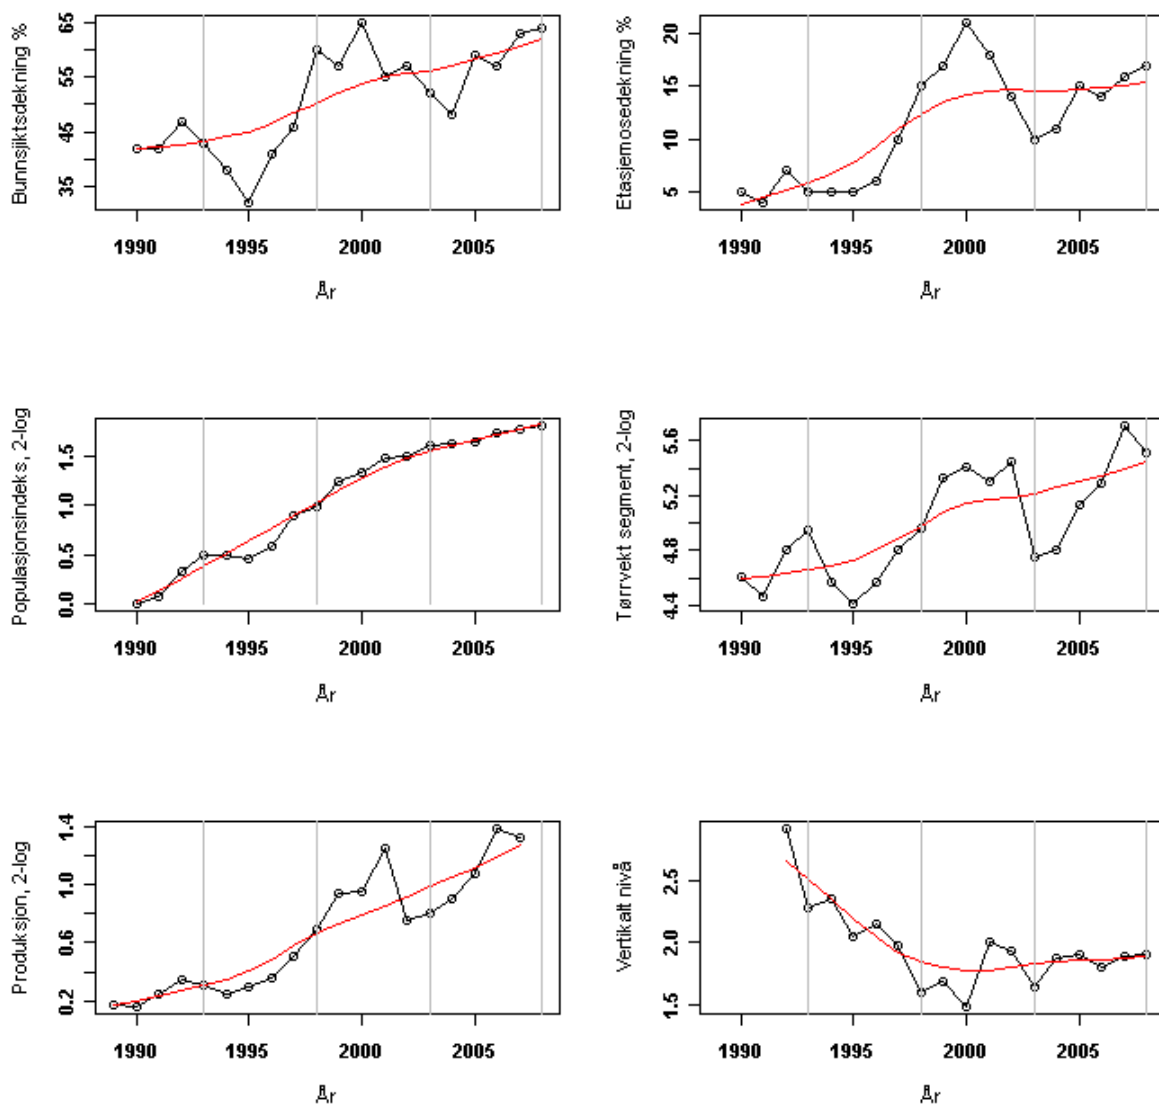 Bunnsjiktsdekning %
65
55
45
35
1990 1995 2000 2005
År
Etasjemosedekning %
20
15
10
5
1990 1995 2000 2005
År
Populasjonsindeks, 2-log
1.5
1.0
0.5
0.0
1990 1995 2000 2005
År
Tørrvekt segment, 2-log
5.6
5.2
4.8
4.4
1990 1995 2000 2005
År
Produksjon, 2-log
1.4
1.0
0.6
0.2
1990 1995 2000 2005
År
Vertikalt nivå
2.5
2.0
1.5
1990 1995 2000 2005
År